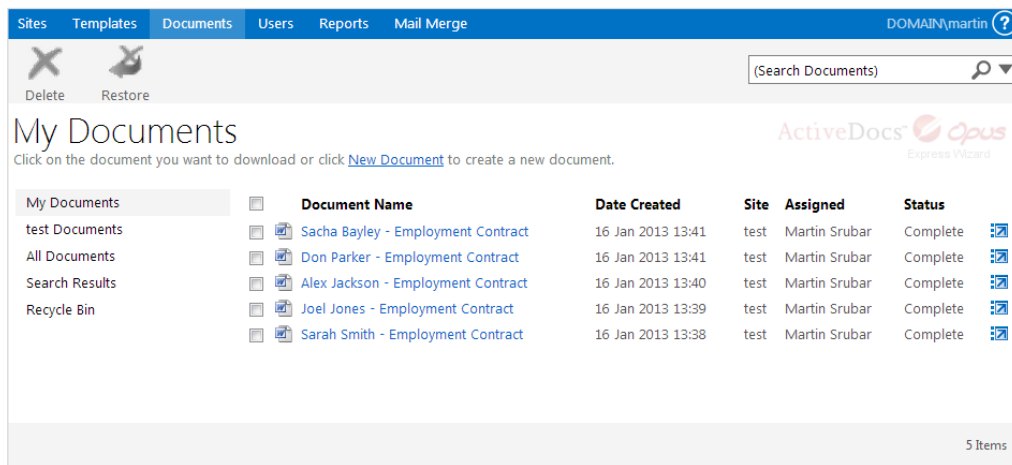 Sites Templates Documents Users Reports Mail Merge DOMAIN\martin ?
Delete Restore (Search Documents)
My Documents
ActiveDocs™ Opus
Express Wizard
Click on the document you want to download or click New Document to create a new document.
My Documents Document Name Date Created Site Assigned Status
test Documents Sacha Bayley - Employment Contract 16 Jan 2013 13:41 test Martin Srubar Complete
All Documents Don Parker - Employment Contract 16 Jan 2013 13:41 test Martin Srubar Complete
Search Results Alex Jackson - Employment Contract 16 Jan 2013 13:40 test Martin Srubar Complete
Recycle Bin Joel Jones - Employment Contract 16 Jan 2013 13:39 test Martin Srubar Complete
Sarah Smith - Employment Contract 16 Jan 2013 13:38 test Martin Srubar Complete
5 Items